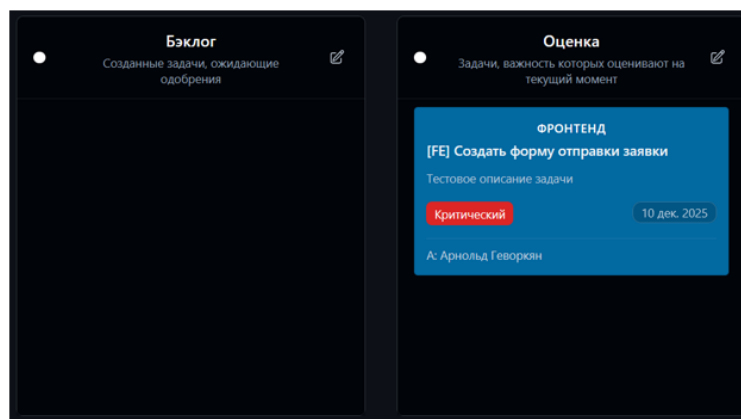 Бэклог
Созданные задачи, ожидающие
одобрения
Оценка
Задачи, важность которых оценивают на
текущий момент
ФРОНТЕНД
[FE] Создать форму отправки заявки
Тестовое описание задачи
Критический
10 дек. 2025
А: Арнольд Геворкян